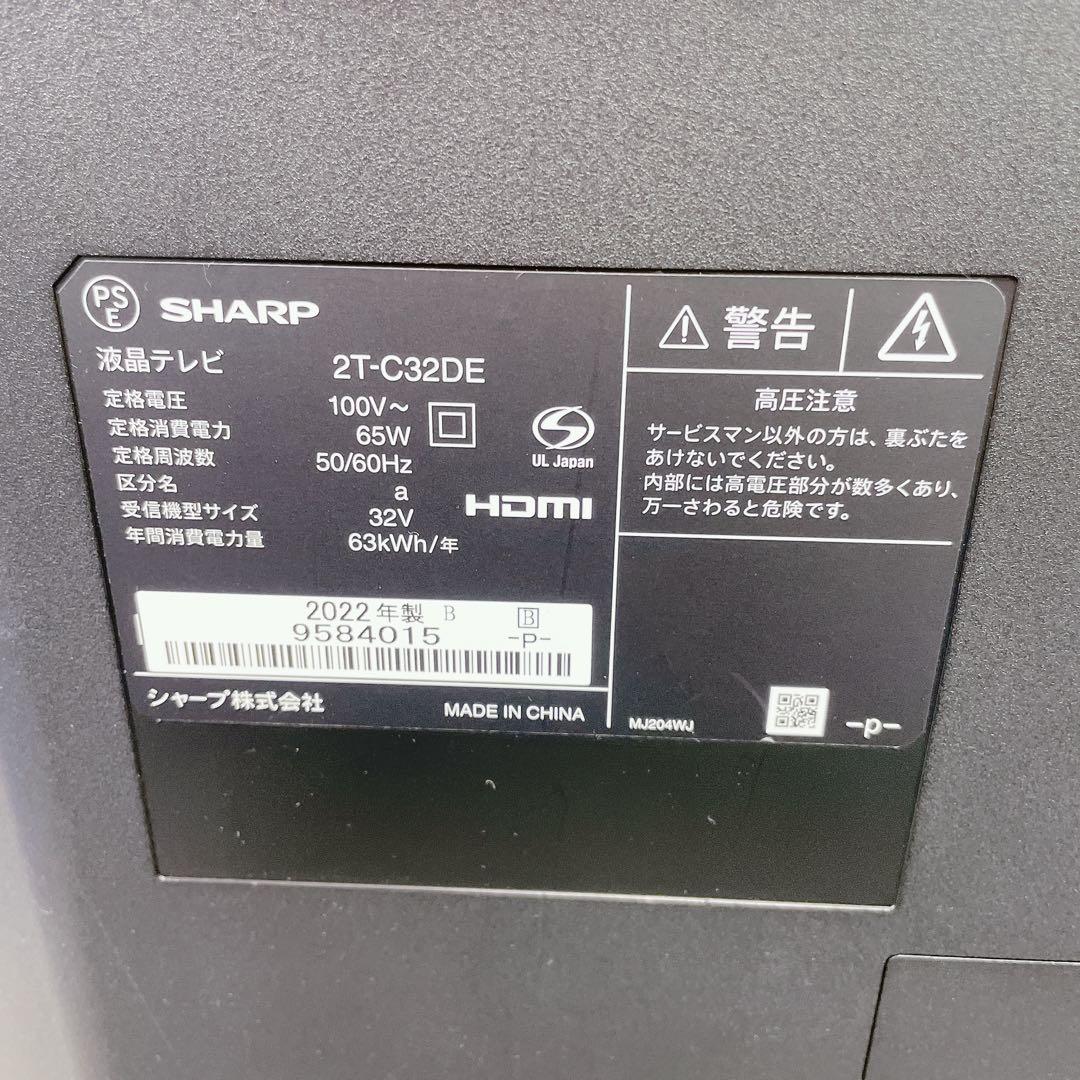 PSE SHARP
液晶テレビ 2T-C32DE
定格電圧 100V~
定格消費電力 65W
定格周波数 50/60Hz
区分名 a
受信機型サイズ 32V
年間消費電力量 63kWh/年
UL Japan
HDMI
2022年製 B B
9584015 -P-
シャープ株式会社 MADE IN CHINA
警告
高圧注意
サービスマン以外の方は、裏ぶたを
あけないでください。
内部には高電圧部分が数多くあり、
万一さわると危険です。
MJ204WJ -p-